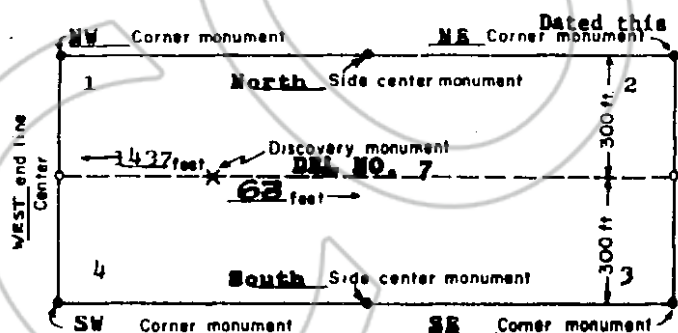 Dated this
NW Corner monument NE Corner monument
1 North Side center monument 2
300 ft.
WEST end line
Center
1437 feet Discovery monument
DBL NO. 7
63 feet
300 ft
4 South Side center monument 3
SW Corner monument SE Corner monument